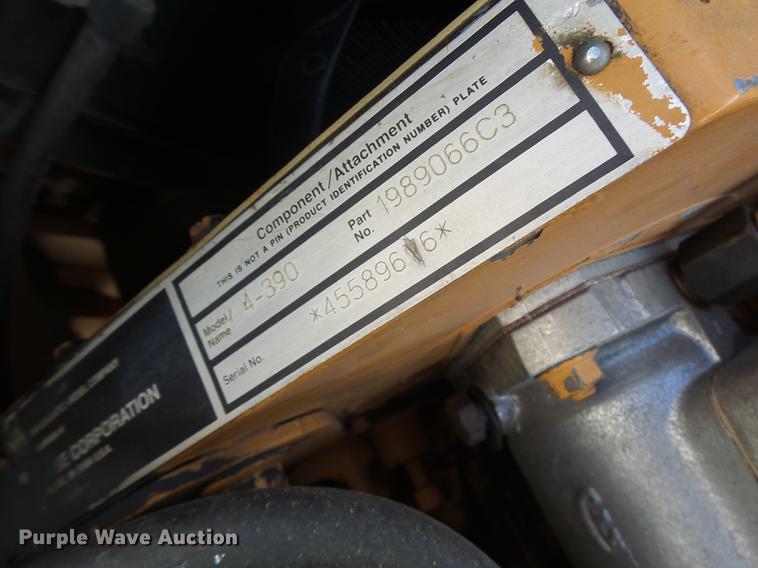 Component/Attachment
THIS IS NOT A PIN (PRODUCT IDENTIFICATION NUMBER) PLATE
Model/Name 4-390 Part No. 1989066C3
Serial No. *45589646*
CORPORATION
Purple Wave Auction